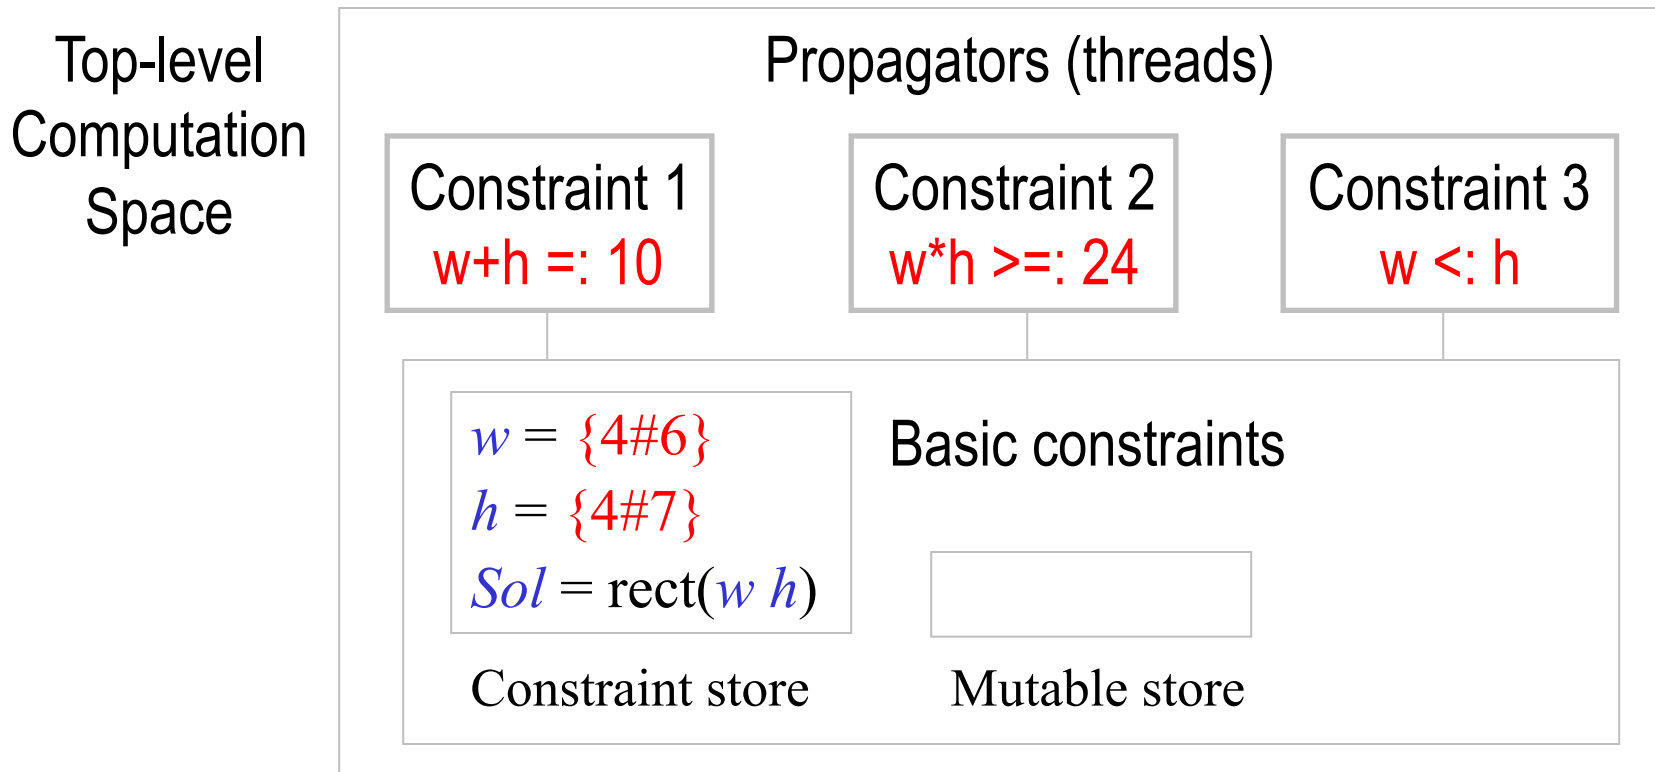 Top-level
Computation
Space
Propagators (threads)
Constraint 1
w+h =: 10
Constraint 2
w*h >=: 24
Constraint 3
w <: h
w = {4#6}
h = {4#7}
Sol = rect(w h)
Basic constraints
Constraint store
Mutable store